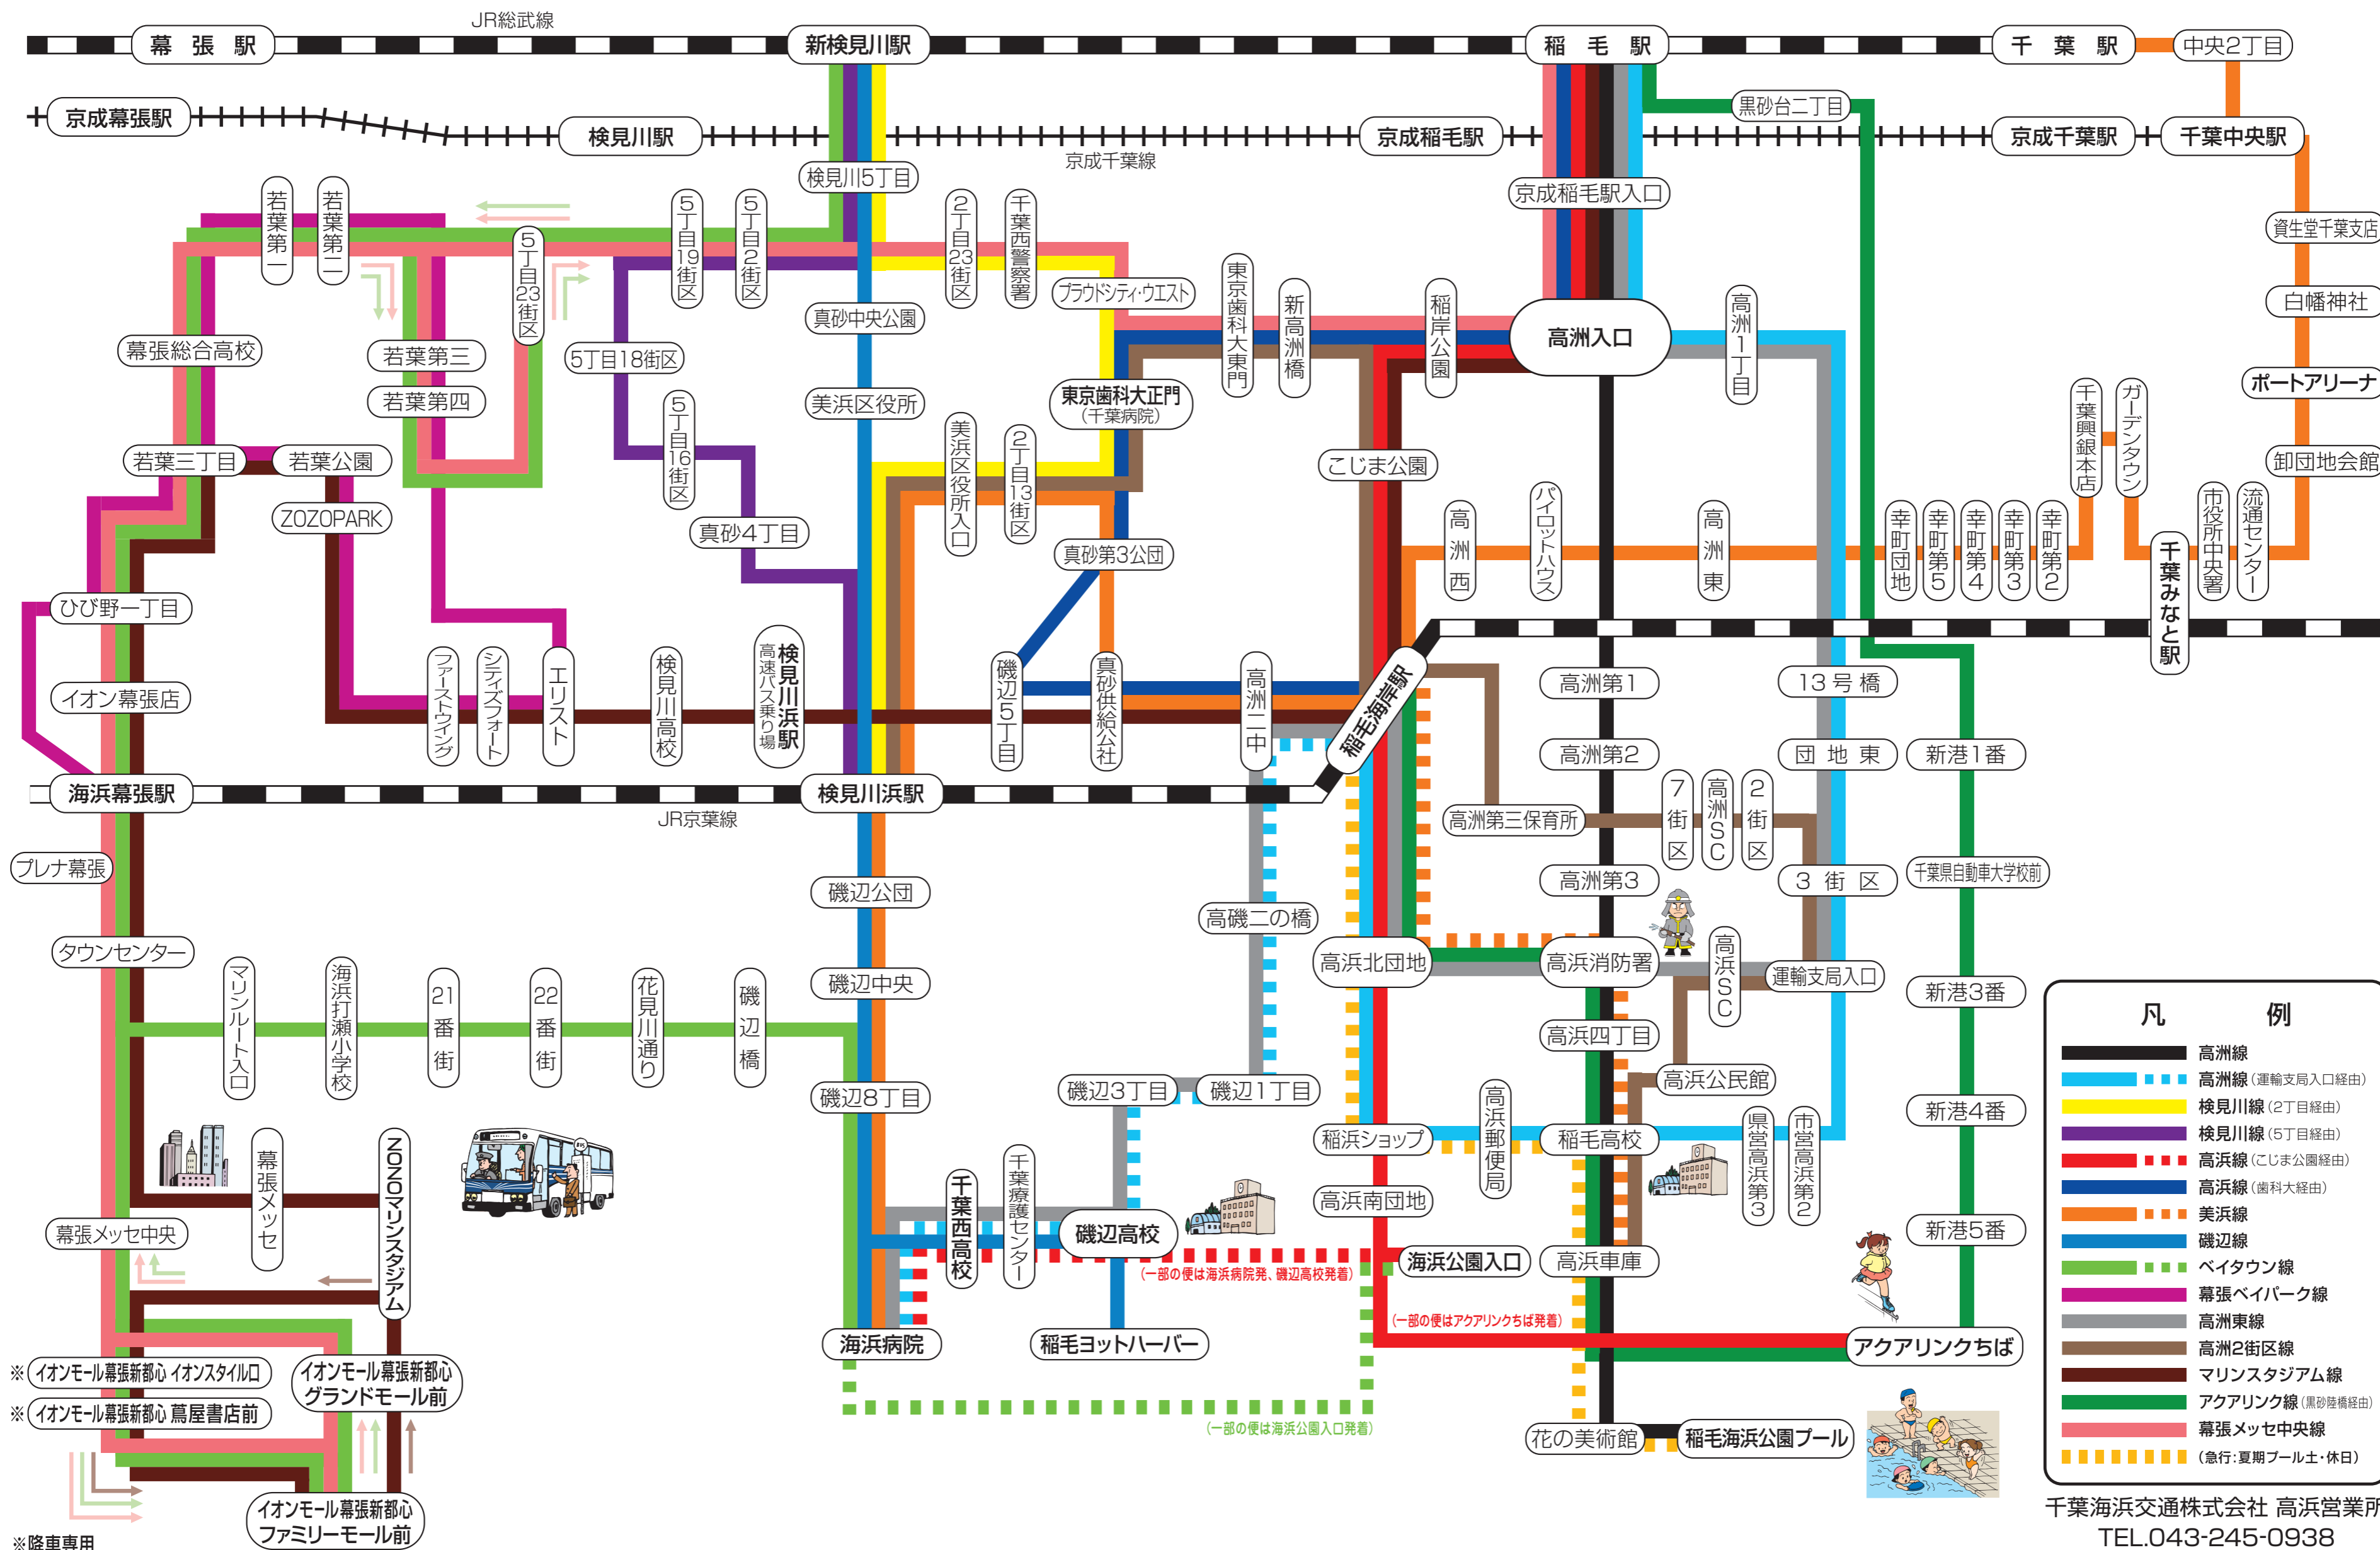 JR総武線
幕張駅
新検見川駅
稲毛駅
千葉駅
中央2丁目
京成幕張駅
検見川駅
京成稲毛駅
黒砂台二丁目
京成千葉駅
千葉中央駅
京成千葉線
検見川5丁目
京成稲毛駅入口
若葉第一
若葉第二
5丁目23街区
5丁目19街区
5丁目2街区
2丁目23街区
千葉西警察署
資生堂千葉支店
プラウドシティ・ウエスト
東京歯科大東門
新高洲橋
稲岸公園
高洲入口
高洲1丁目
白幡神社
真砂中央公園
幕張総合高校
若葉第三
5丁目18街区
若葉第四
美浜区役所
東京歯科大正門
(千葉病院)
ポートアリーナ
千葉興銀本店
ガーデンタウン
若葉三丁目
若葉公園
5丁目16街区
美浜区役所入口
2丁目13街区
こじま公園
卸団地会館
ZOZOPARK
真砂4丁目
真砂第3公団
高洲西
パイロットハウス
高洲東
幸町団地
幸町第5
幸町第4
幸町第3
幸町第2
千葉みなと駅
市役所中央署
流通センター
ひび野一丁目
イオン幕張店
ファーストウイング
シティズフォート
エリスト
検見川高校
検見川浜駅
高速バス乗り場
磯辺5丁目
真砂供給公社
高洲二中
稲毛海岸駅
高洲第1
13号橋
高洲第2
団地東
新港1番
海浜幕張駅
検見川浜駅
JR京葉線
高洲第三保育所
7街区
高洲SC
2街区
プレナ幕張
磯辺公団
高洲第3
3街区
千葉県自動車大学校前
高磯二の橋
タウンセンター
マリンルート入口
海浜打瀬小学校
21番街
22番街
花見川通り
磯辺橋
磯辺中央
高浜北団地
高浜消防署
高浜SC
運輸支局入口
新港3番
高浜四丁目
磯辺8丁目
磯辺3丁目
磯辺1丁目
高浜公民館
新港4番
稲浜ショップ
高浜郵便局
稲毛高校
県営高浜第3
市営高浜第2
幕張メッセ
ZOZOマリンスタジアム
BUS
千葉西高校
千葉療護センター
磯辺高校
高浜南団地
幕張メッセ中央
海浜公園入口
高浜車庫
新港5番
(一部の便は海浜病院発、磯辺高校発着)
(一部の便はアクアリンクちば発着)
海浜病院
稲毛ヨットハーバー
アクアリンクちば
※イオンモール幕張新都心 イオンスタイル口
イオンモール幕張新都心
グランドモール前
※イオンモール幕張新都心 蔦屋書店前
(一部の便は海浜公園入口発着)
花の美術館
稲毛海浜公園プール
イオンモール幕張新都心
ファミリーモール前
※降車専用
凡例
高洲線
高洲線(運輸支局入口経由)
検見川線(2丁目経由)
検見川線(5丁目経由)
高浜線(こじま公園経由)
高浜線(歯科大経由)
美浜線
磯辺線
ベイタウン線
幕張ベイパーク線
高洲東線
高洲2街区線
マリンスタジアム線
アクアリンク線(黒砂陸橋経由)
幕張メッセ中央線
(急行:夏期プール土・休日)
千葉海浜交通株式会社 高浜営業所
TEL.043-245-0938